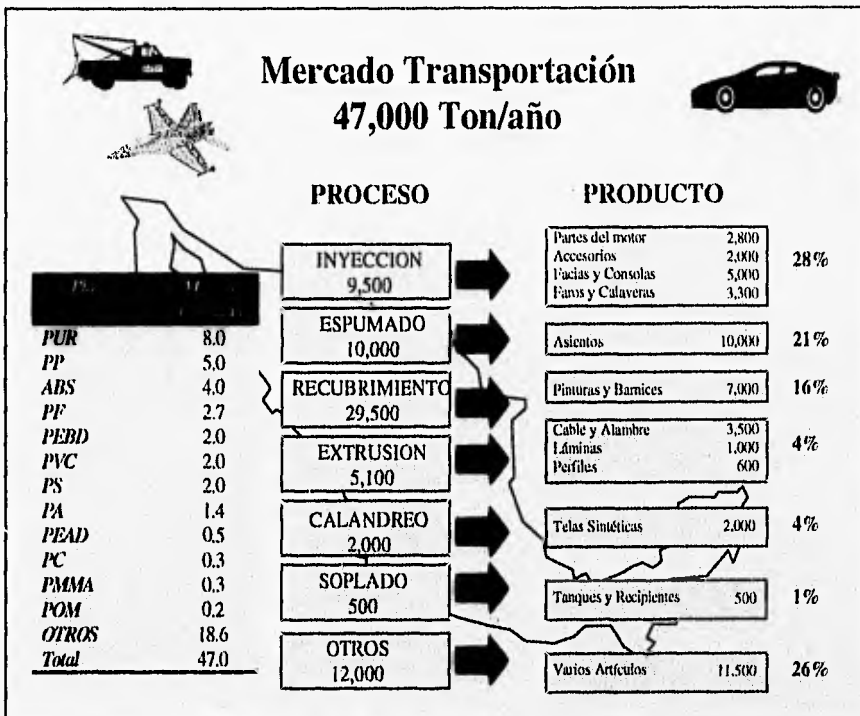 Mercado Transportación
47,000 Ton/año
PROCESO
PRODUCTO
PUR 8.0
PP 5.0
ABS 4.0
PF 2.7
PEBD 2.0
PVC 2.0
PS 2.0
PA 1.4
PEAD 0.5
PC 0.3
PMMA 0.3
POM 0.2
OTROS 18.6
Total 47.0
INYECCION
9,500
ESPUMADO
10,000
RECUBRIMIENTO
29,500
EXTRUSION
5,100
CALANDREO
2,000
SOPLADO
500
OTROS
12,000
Partes del motor 2,800
Accesorios 2,000
Facias y Consolas 5,000
Faros y Calaveras 3,300
28%
Asientos 10,000
21%
Pinturas y Barnices 7,000
16%
Cable y Alambre 3,500
Láminas 1,000
Perfiles 600
4%
Telas Sintéticas 2,000
4%
Tanques y Recipientes 500
1%
Varios Artículos 11,500
26%